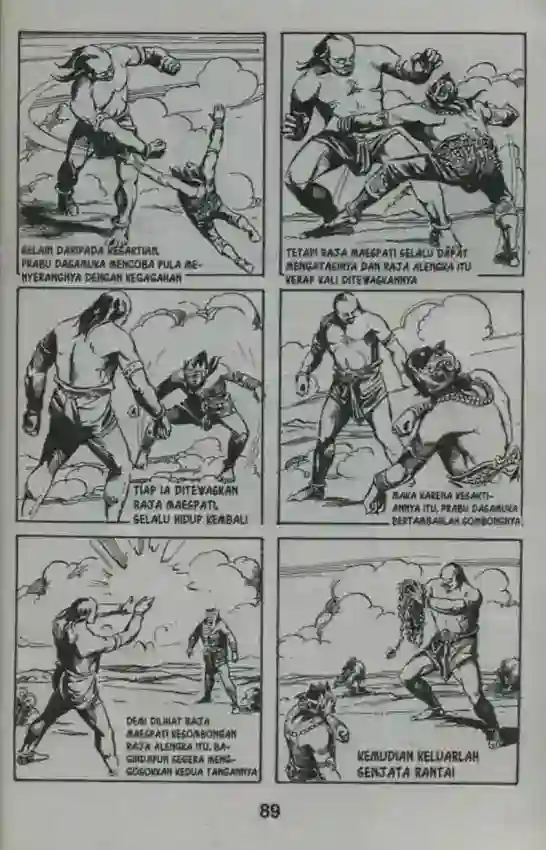 SELAIN DARIPADA KESAKTIAN,
PRABU DASAMUKA MENCOBA PULA ME-
NYERANGNYA DENGAN KEGAGAHAN
TETAPI RAJA MAESPATI SELALU DAPAT
MENGATASINYA DAN RAJA ALENGKA ITU
KERAP KALI DITEWASKANNYA
TIAP IA DITEWASKAN
RAJA MAESPATI,
SELALU HIDUP KEMBALI
MAKA KARENA KESAKTI-
ANNYA ITU, PRABU DASAMUKA
BERTAMBAHLAH SOMBONGNYA.
DEMI DILIHAT RAJA
MAESPATI KESOMBONGAN
RAJA ALENGKA ITU, BA-
GINDAPUN SEGERA MENG-
GOSOKKAN KEDUA TANGANNYA
KEMUDIAN KELUARLAH
SENJATA RANTAI
89